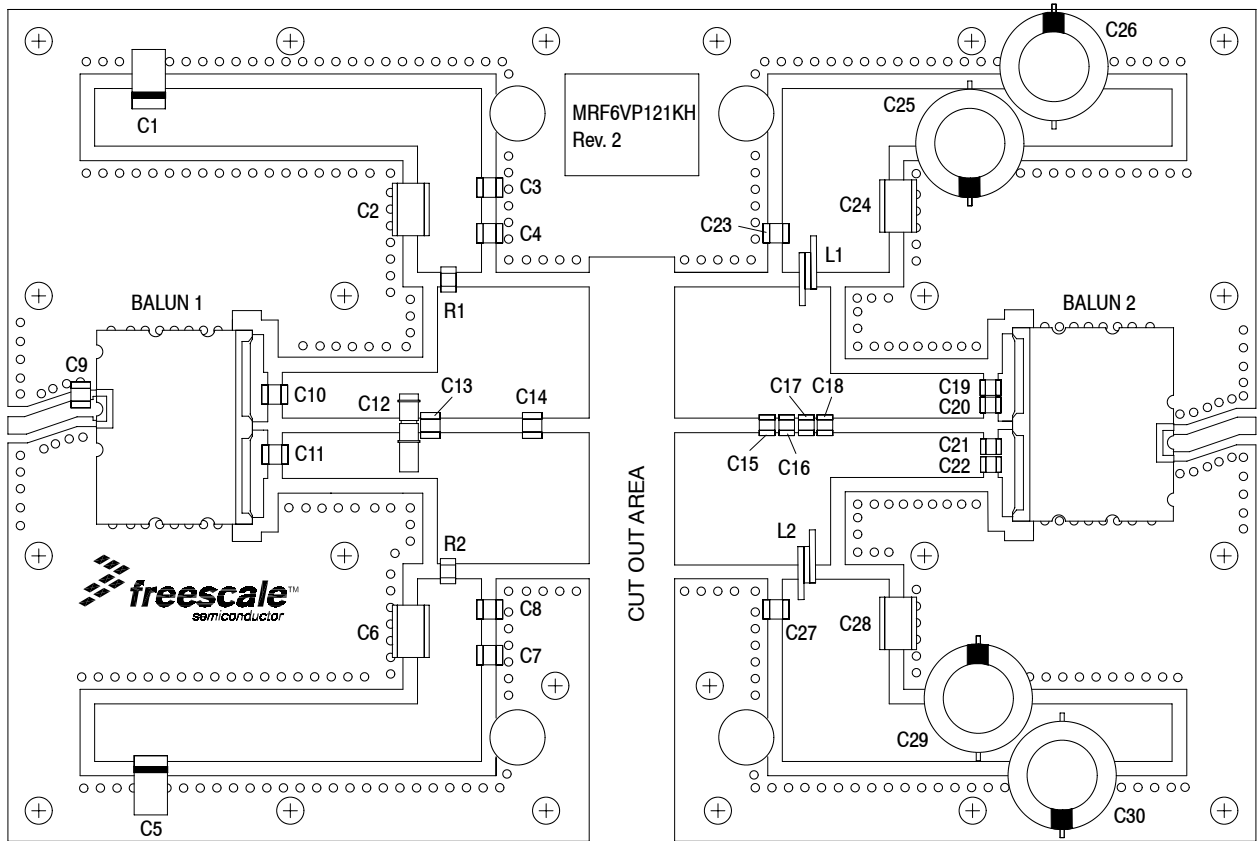 C26
C25
C1
MRF6VP121KH
Rev. 2
C3
C2
C24
C4
C23
L1
BALUN 1
R1
BALUN 2
C9
C10
C12
C13
C14
C17
C18
C19
C20
C11
C15
C16
C21
C22
CUT OUT AREA
R2
L2
freescale™
semiconductor
C8
C6
C27
C28
C7
C29
C5
C30